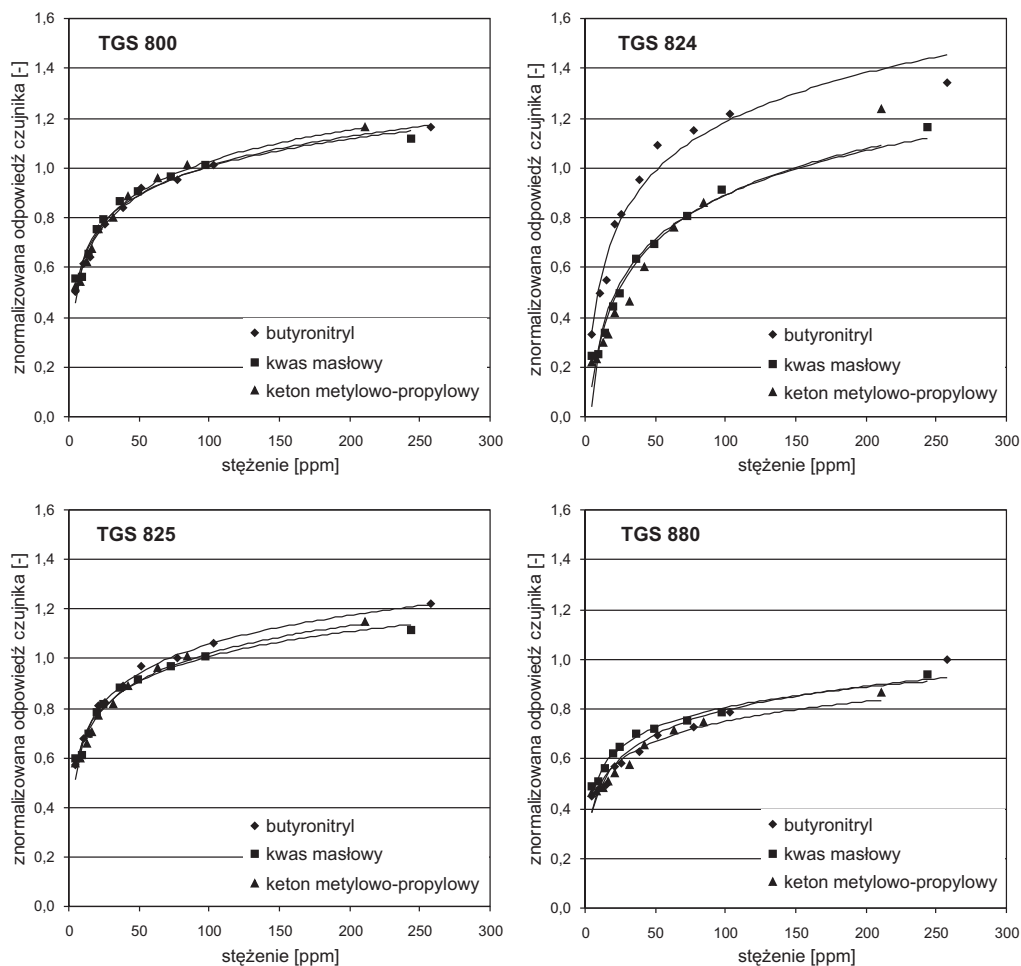 TGS 800
znormalizowana odpowiedź czujnika [-]
1,6
1,4
1,2
1,0
0,8
0,6
0,4
0,2
0,0
butyronitryl
kwas masłowy
keton metylowo-propylowy
0 50 100 150 200 250 300
stężenie [ppm]
TGS 824
znormalizowana odpowiedź czujnika [-]
1,6
1,4
1,2
1,0
0,8
0,6
0,4
0,2
0,0
butyronitryl
kwas masłowy
keton metylowo-propylowy
0 50 100 150 200 250 300
stężenie [ppm]
TGS 825
znormalizowana odpowiedź czujnika [-]
1,6
1,4
1,2
1,0
0,8
0,6
0,4
0,2
0,0
butyronitryl
kwas masłowy
keton metylowo-propylowy
0 50 100 150 200 250 300
stężenie [ppm]
TGS 880
znormalizowana odpowiedź czujnika [-]
1,6
1,4
1,2
1,0
0,8
0,6
0,4
0,2
0,0
butyronitryl
kwas masłowy
keton metylowo-propylowy
0 50 100 150 200 250 300
stężenie [ppm]